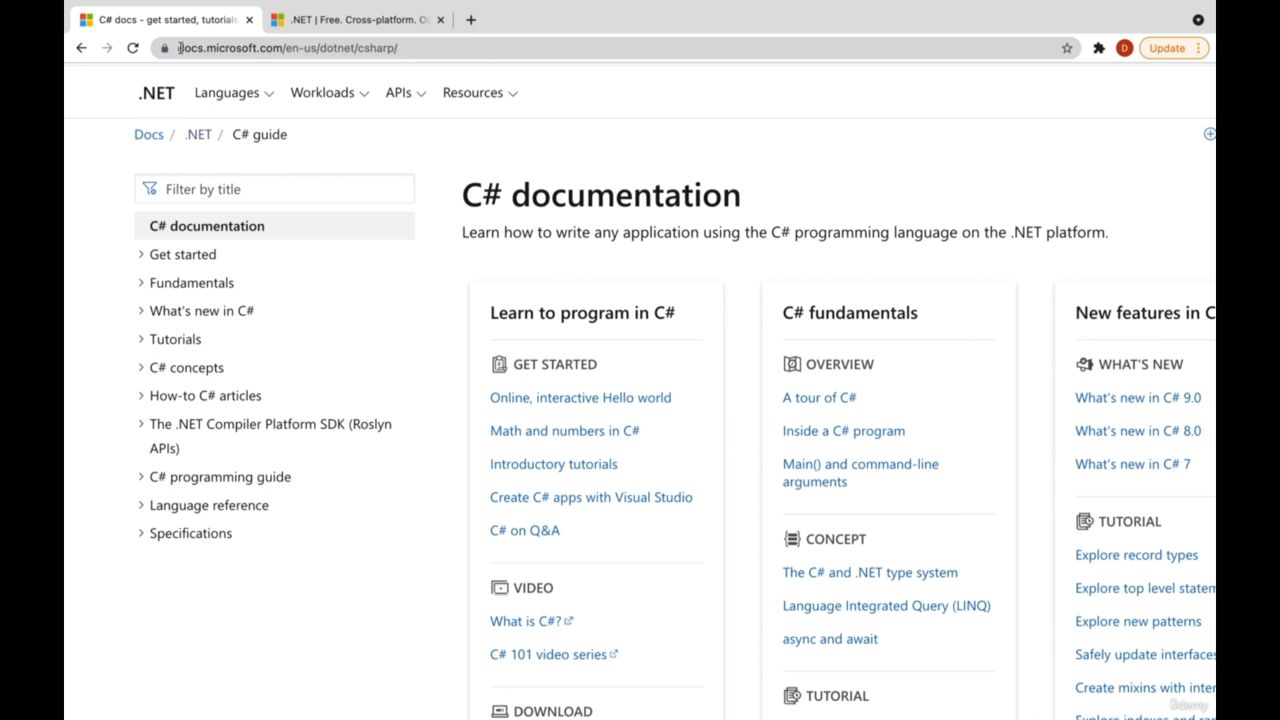 C# docs - get started, tutorials
.NET | Free. Cross-platform. O
Update
docs.microsoft.com/en-us/dotnet/csharp/
D
.NET
Languages
Workloads
APIs
Resources
Docs / .NET / C# guide
Filter by title
C# documentation
Get started
Fundamentals
What's new in C#
Tutorials
C# concepts
How-to C# articles
The .NET Compiler Platform SDK (Roslyn
APIs)
C# programming guide
Language reference
Specifications
C# documentation
Learn how to write any application using the C# programming language on the .NET platform.
Learn to program in C#
GET STARTED
Online, interactive Hello world
Math and numbers in C#
Introductory tutorials
Create C# apps with Visual Studio
C# on Q&A
VIDEO
What is C#?
C# 101 video series
DOWNLOAD
C# fundamentals
OVERVIEW
A tour of C#
Inside a C# program
Main() and command-line
arguments
CONCEPT
The C# and .NET type system
Language Integrated Query (LINQ)
async and await
TUTORIAL
New features in C
WHAT'S NEW
What's new in C# 9.0
What's new in C# 8.0
What's new in C# 7
TUTORIAL
Explore record types
Explore top level statem
Explore new patterns
Safely update interfaces
Create mixins with inter
Udemy